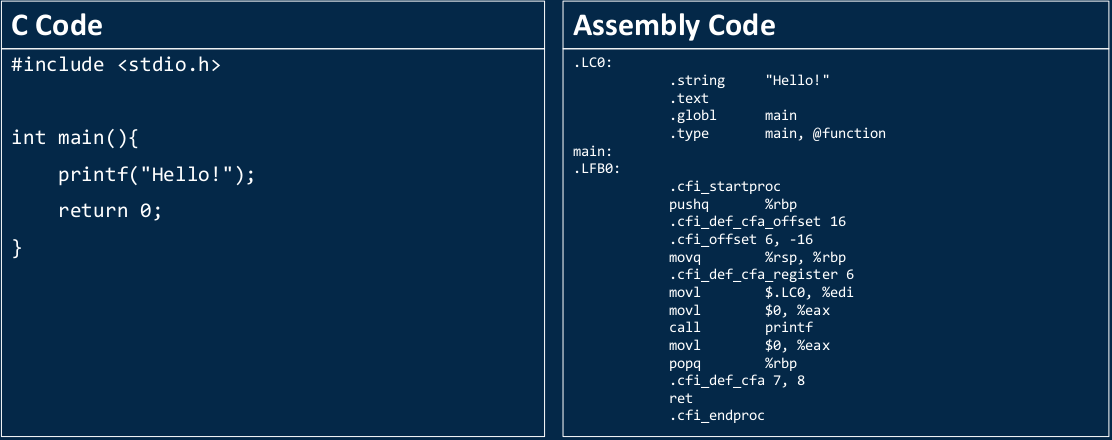 C Code
#include <stdio.h>
int main(){
    printf("Hello!");
    return 0;
}
Assembly Code
.LC0:
            .string     "Hello!"
            .text
            .globl      main
            .type       main, @function
main:
.LFB0:
            .cfi_startproc
            pushq       %rbp
            .cfi_def_cfa_offset 16
            .cfi_offset 6, -16
            movq        %rsp, %rbp
            .cfi_def_cfa_register 6
            movl        $.LC0, %edi
            movl        $0, %eax
            call        printf
            movl        $0, %eax
            popq        %rbp
            .cfi_def_cfa 7, 8
            ret
            .cfi_endproc